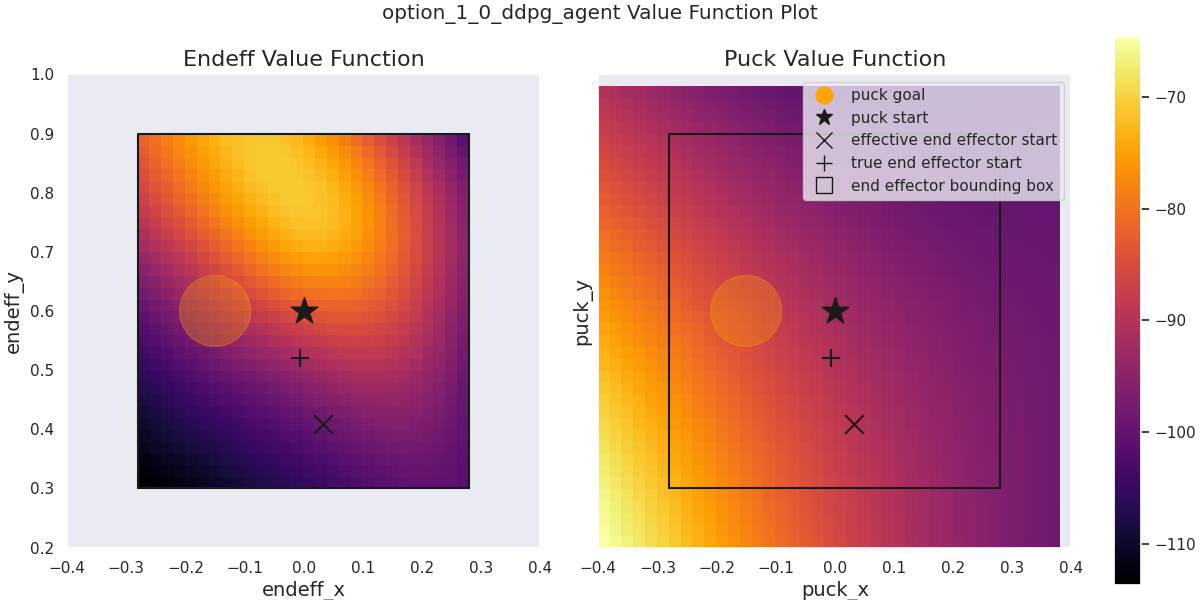 option_1_0_ddpg_agent Value Function Plot
Endeff Value Function
1.0
0.9
0.8
0.7
0.6
0.5
0.4
0.3
0.2
endeff_y
−0.4 −0.3 −0.2 −0.1 0.0 0.1 0.2 0.3 0.4
endeff_x
Puck Value Function
puck goal
puck start
effective end effector start
true end effector start
end effector bounding box
puck_y
−0.4 −0.3 −0.2 −0.1 0.0 0.1 0.2 0.3 0.4
puck_x
−70
−80
−90
−100
−110